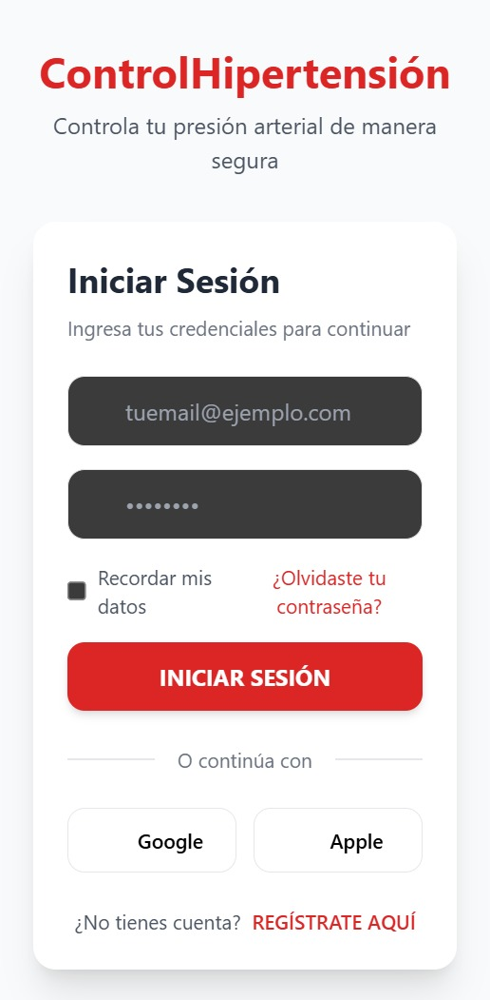 ControlHipertensión
Controla tu presión arterial de manera
segura
Iniciar Sesión
Ingresa tus credenciales para continuar
tuemail@ejemplo.com
••••••••
Recordar mis
datos
¿Olvidaste tu
contraseña?
INICIAR SESIÓN
O continúa con
Google
Apple
¿No tienes cuenta? REGÍSTRATE AQUÍ